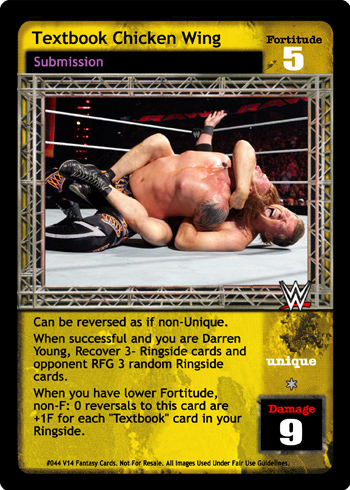 Textbook Chicken Wing
Fortitude
5
Submission
W
Can be reversed as if non-Unique.
When successful and you are Darren
Young, Recover 3- Ringside cards and
opponent RFG 3 random Ringside
cards.
When you have lower Fortitude,
non-F: 0 reversals to this card are
+1F for each "Textbook" card in your
Ringside.
unique
*
Damage
9
#044 V14 Fantasy Cards. Not For Resale. All Images Used Under Fair Use Guidelines.